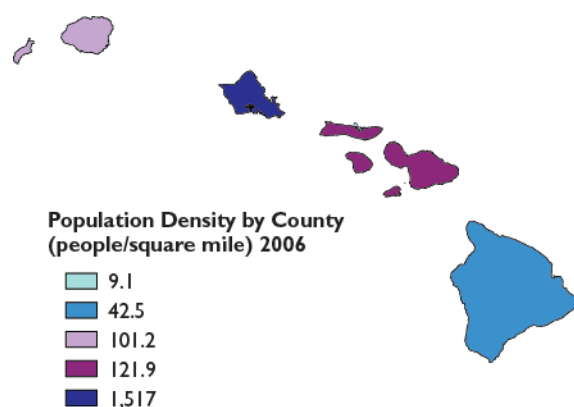 Population Density by County
(people/square mile) 2006
9.1
42.5
101.2
121.9
1,517